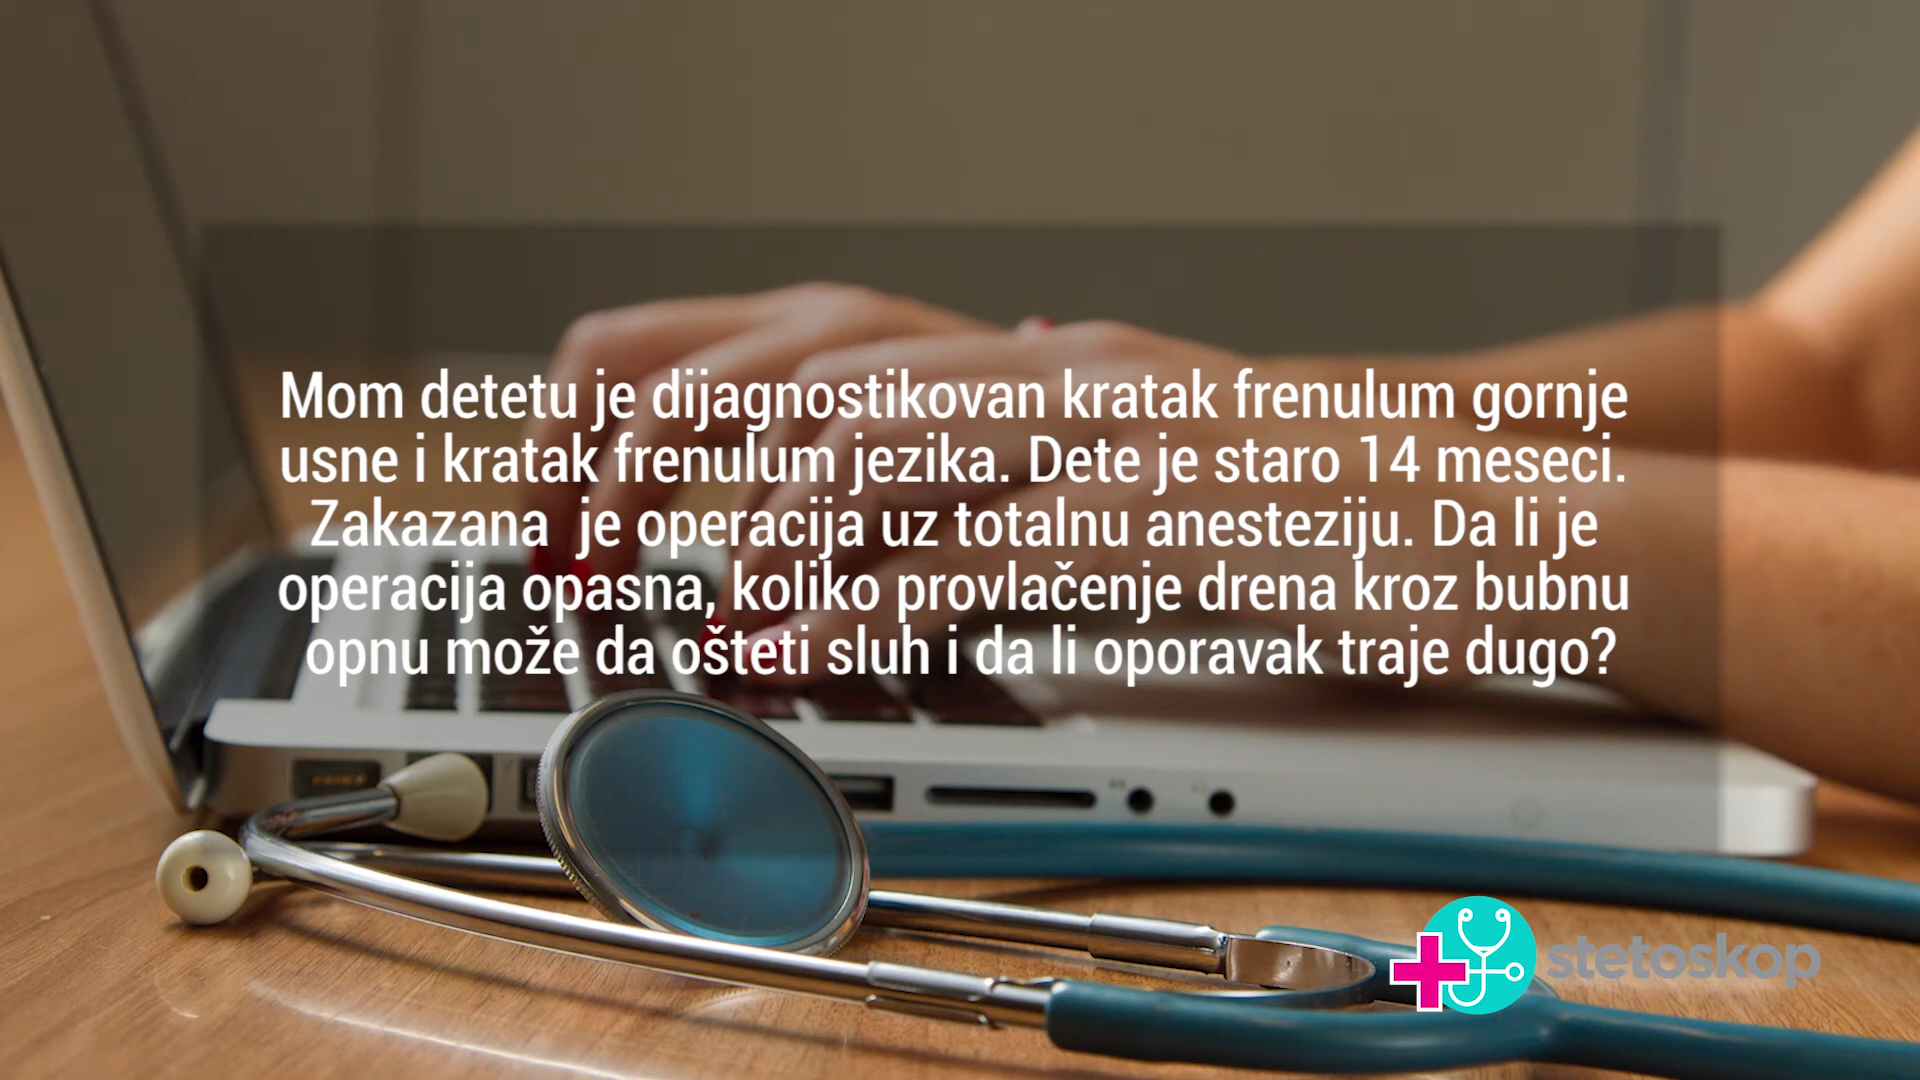 Mom detetu je dijagnostikovan kratak frenulum gornje
usne i kratak frenulum jezika. Dete je staro 14 meseci.
Zakazana  je operacija uz totalnu anesteziju. Da li je
operacija opasna, koliko provlačenje drena kroz bubnu
opnu može da ošteti sluh i da li oporavak traje dugo?
stetoskop